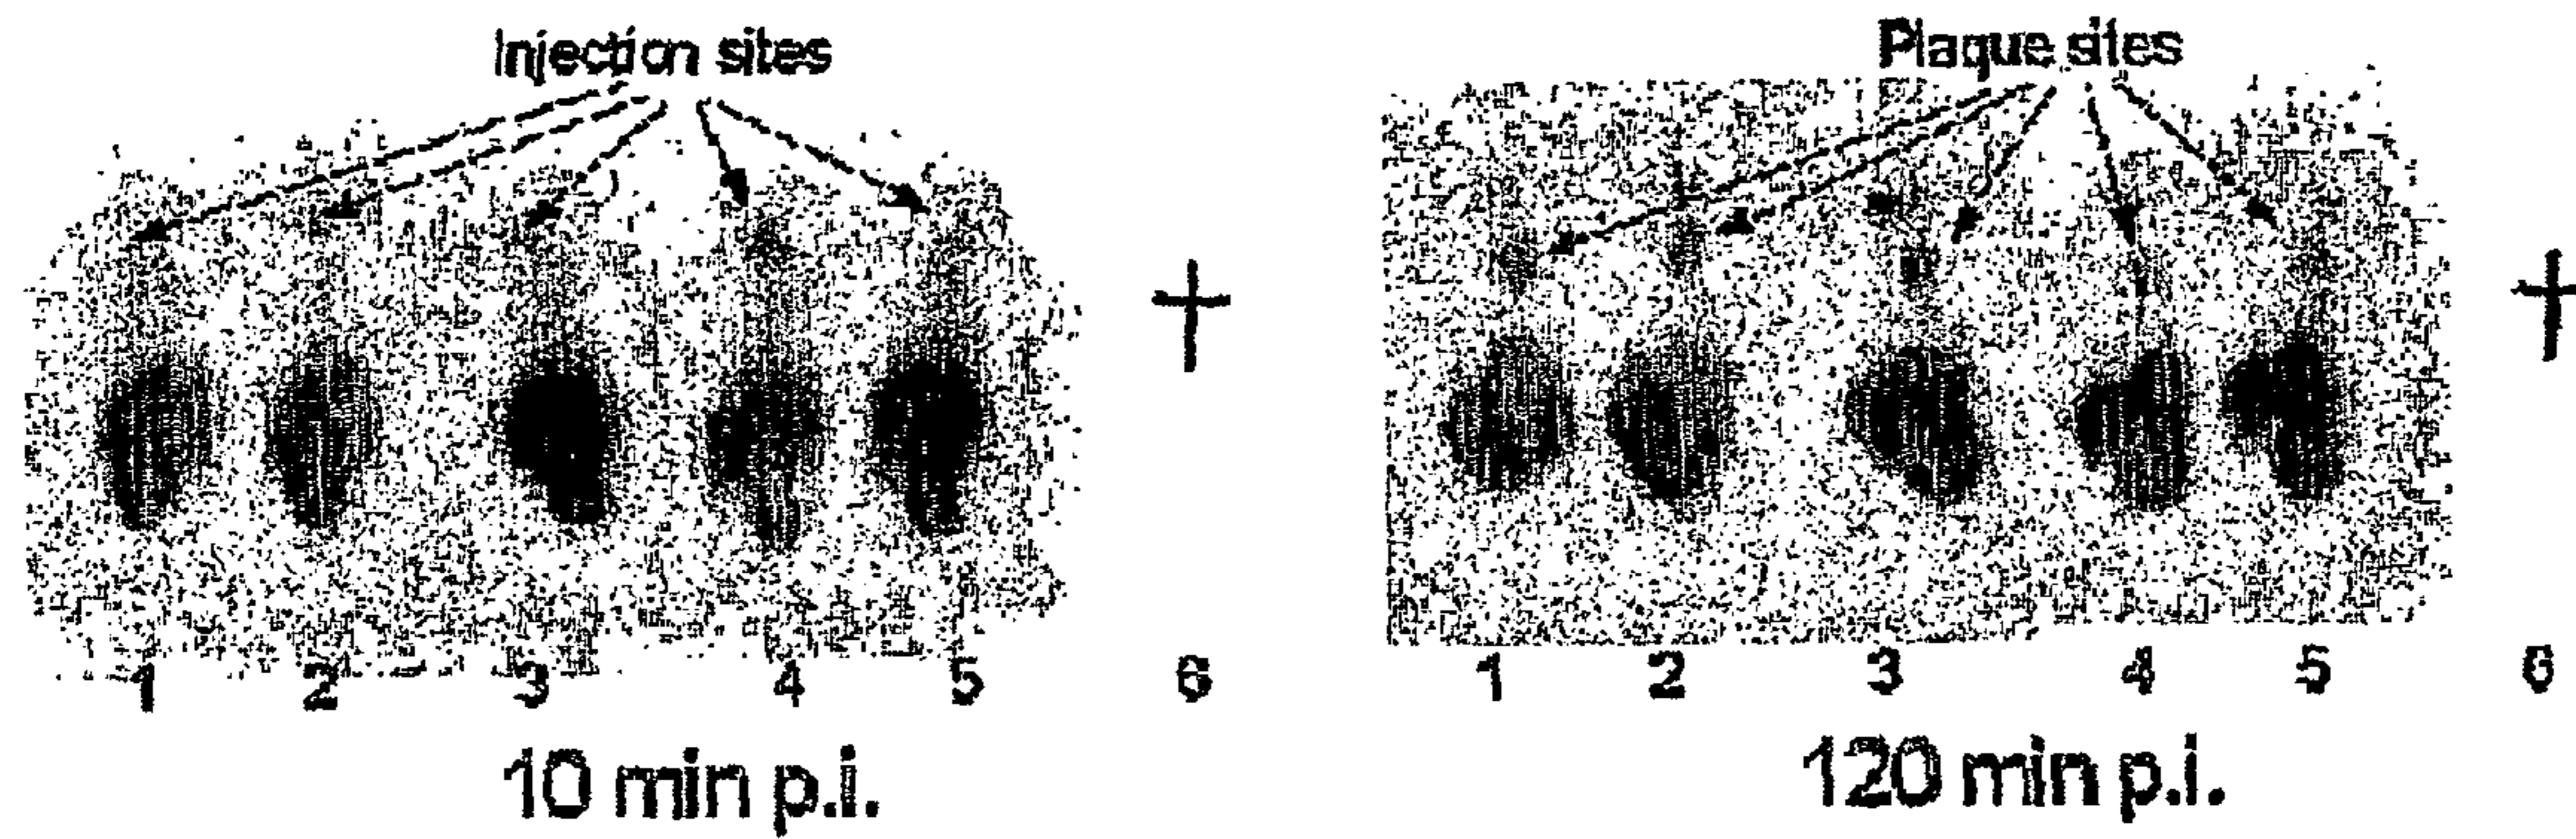 Injection sites
Plaque sites
+
+
1 2 3 4 5 6
1 2 3 4 5 6
10 min p.i.
120 min p.i.